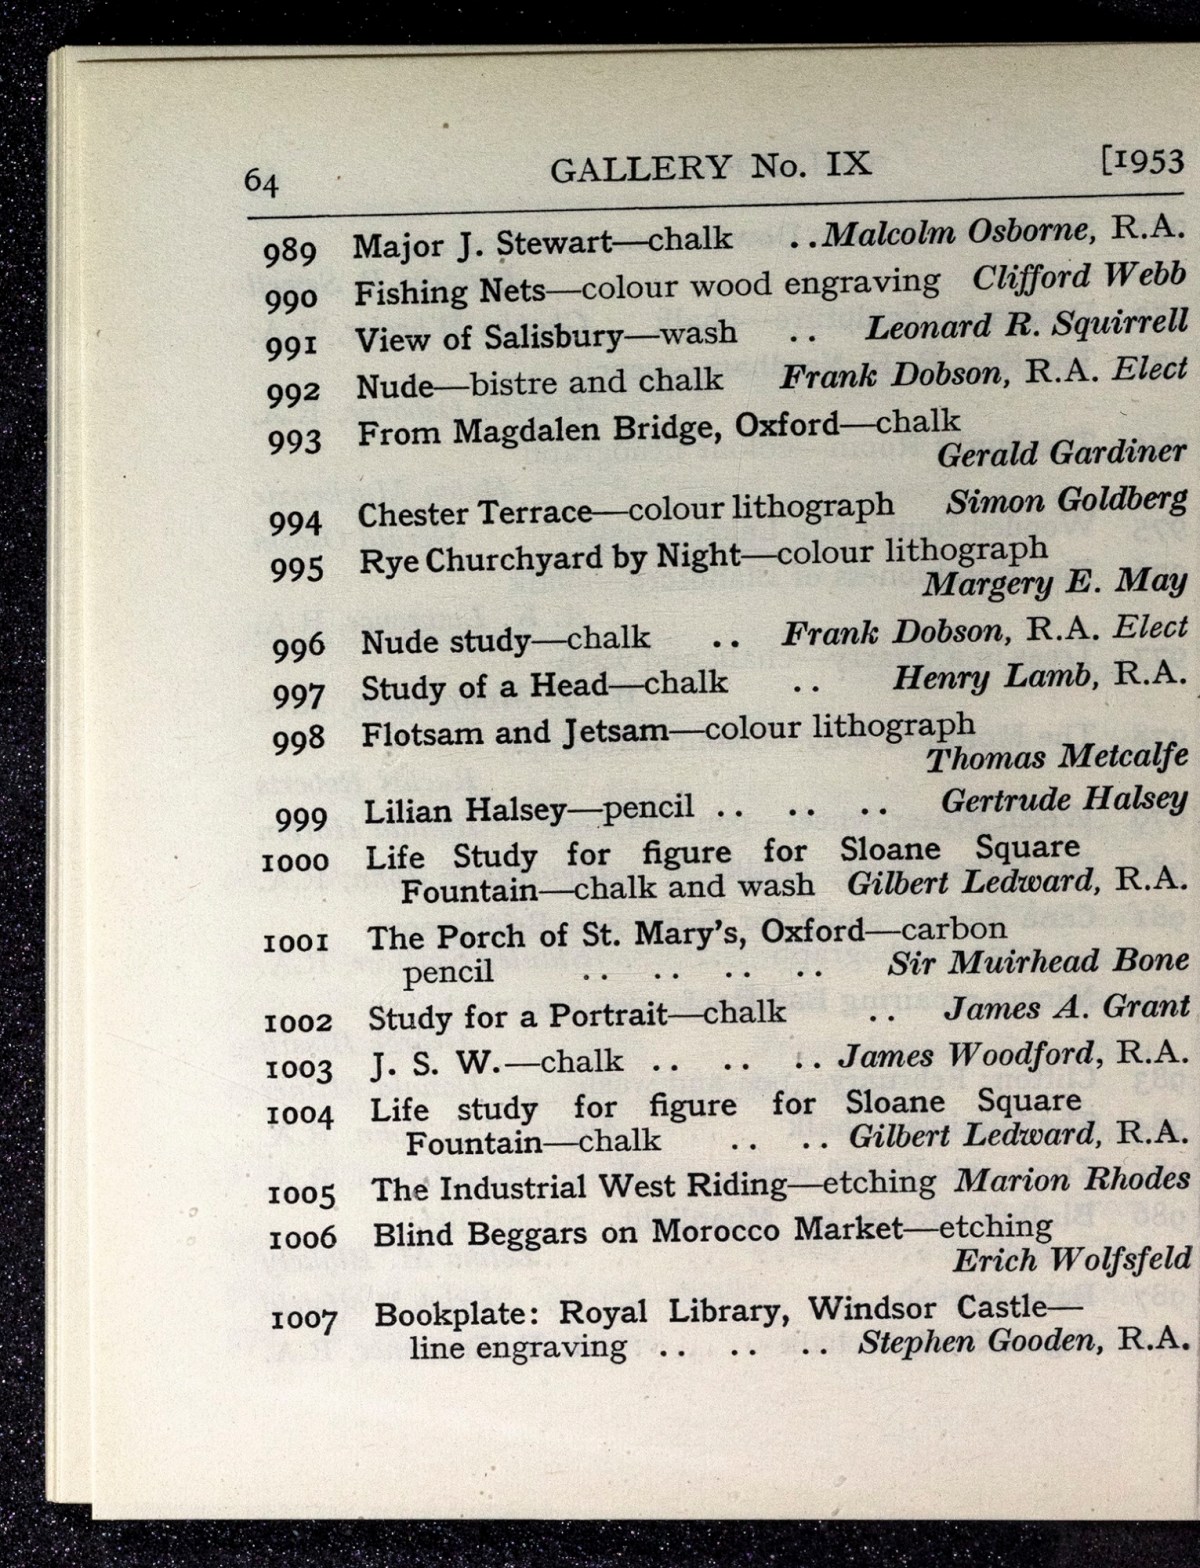 64 GALLERY No. IX [1953
989 Major J. Stewart—chalk ..Malcolm Osborne, R.A.
990 Fishing Nets—colour wood engraving Clifford Webb
991 View of Salisbury—wash .. Leonard R. Squirrell
992 Nude—bistre and chalk Frank Dobson, R.A. Elect
993 From Magdalen Bridge, Oxford—chalk
Gerald Gardiner
994 Chester Terrace—colour lithograph Simon Goldberg
995 Rye Churchyard by Night—colour lithograph
Margery E. May
996 Nude study—chalk .. Frank Dobson, R.A. Elect
997 Study of a Head—chalk .. Henry Lamb, R.A.
998 Flotsam and Jetsam—colour lithograph
Thomas Metcalfe
999 Lilian Halsey—pencil .. .. .. Gertrude Halsey
1000 Life Study for figure for Sloane Square
Fountain—chalk and wash Gilbert Ledward, R.A.
1001 The Porch of St. Mary's, Oxford—carbon
pencil .. .. .. .. Sir Muirhead Bone
1002 Study for a Portrait—chalk .. James A. Grant
1003 J. S. W.—chalk .. .. .. James Woodford, R.A.
1004 Life study for figure for Sloane Square
Fountain—chalk .. .. Gilbert Ledward, R.A.
1005 The Industrial West Riding—etching Marion Rhodes
1006 Blind Beggars on Morocco Market—etching
Erich Wolfsfeld
1007 Bookplate: Royal Library, Windsor Castle—
line engraving .. .. .. Stephen Gooden, R.A.